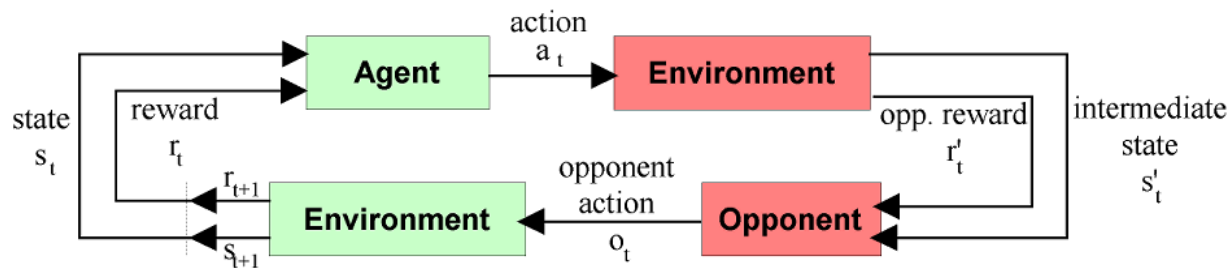 action
a t
Agent
Environment
state
s t
reward
r t
opp. reward
r't
intermediate
state
s't
r t+1
s t+1
Environment
opponent
action
o t
Opponent